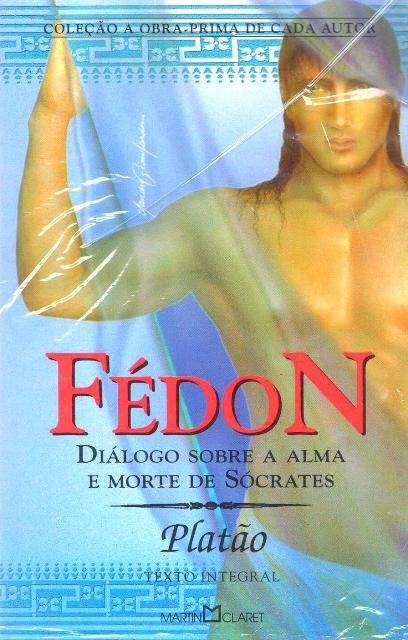 COLEÇÃO A OBRA-PRIMA DE CADA AUTOR
FÉDON
DIÁLOGO SOBRE A ALMA
E MORTE DE SÓCRATES
Platão
TEXTO INTEGRAL
MARTIN CLARET